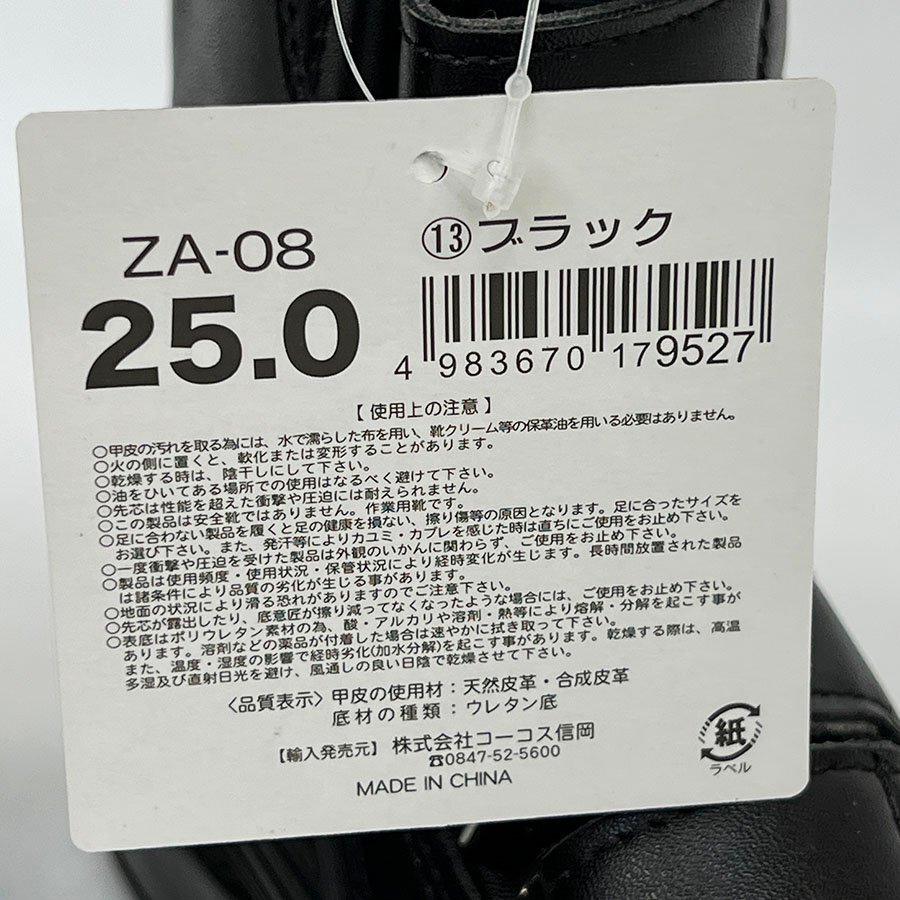 ZA-08
⑬ブラック
25.0
4 983670 179527
【 使用上の注意 】
○甲皮の汚れを取る為には、水で濡らした布を用い、靴クリーム等の保革油を用いる必要はありません。
○火の側に置くと、軟化または変形することがあります。
○乾燥する時は、陰干しにして下さい。
○油をひいてある場所での使用はなるべく避けて下さい。
○先芯は性能を超えた衝撃や圧迫には耐えられません。
○この製品は安全靴ではありません。作業用靴です。
○足に合わない製品を履くと足の健康を損ない、擦り傷等の原因となります。足に合ったサイズを
お選び下さい。また、発汗等によりカユミ・カブレを感じた時は直ちにご使用をお止め下さい。
○一度衝撃や圧迫を受けた製品は外観のいかんに関わらず、ご使用をお止め下さい。
○製品は使用頻度・使用状況・保管状況により経時変化が生じます。長時間放置された製品
は諸条件により品質の劣化が生じる事があります。
○地面の状況により滑る恐れがありますのでご注意下さい。
○先芯が露出したり、底意匠が擦り減ってなくなったような場合には、ご使用をお止め下さい。
○表底はポリウレタン素材の為、酸・アルカリや溶剤・熱等により熔解・分解を起こす事が
あります。溶剤などの薬品が付着した場合は速やかに拭き取って下さい。
また、温度・湿度の影響で経時劣化(加水分解)を起こす事があります。乾燥する際は、高温
多湿及び直射日光を避け、風通しの良い日陰で乾燥させて下さい。
〈品質表示〉甲皮の使用材：天然皮革・合成皮革
底材の種類：ウレタン底
【輸入発売元】株式会社コーコス信岡
☎0847-52-5600
MADE IN CHINA
紙
ラベル